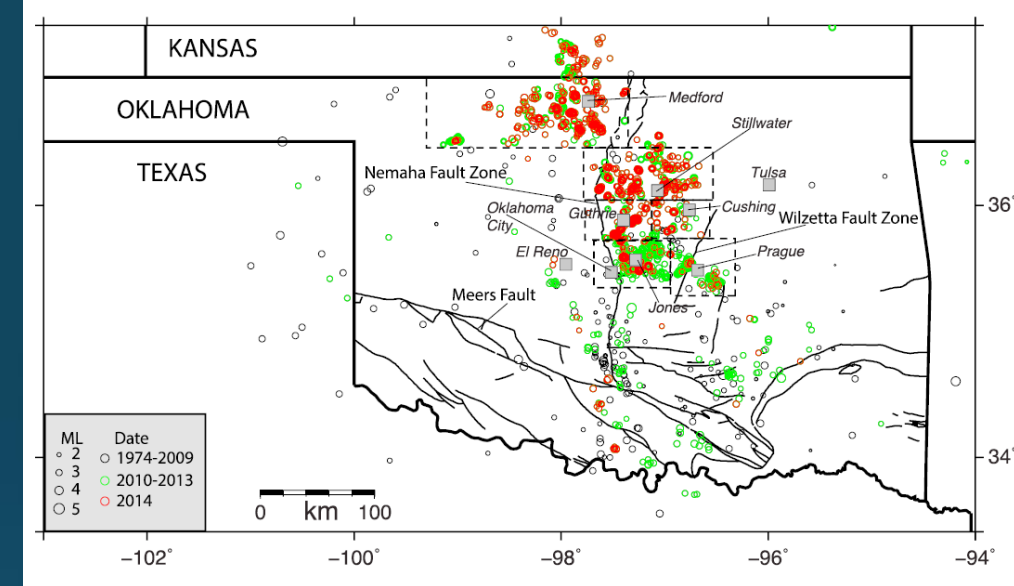 KANSAS
OKLAHOMA
TEXAS
Medford
Stillwater
Tulsa
Nemaha Fault Zone
Oklahoma
City
Guthrie
Cushing
Wilzetta Fault Zone
El Reno
Prague
Meers Fault
Jones
36°
34°
ML Date
2
3
4
5
1974-2009
2010-2013
2014
0 km 100
−102°
−100°
−98°
−96°
−94°